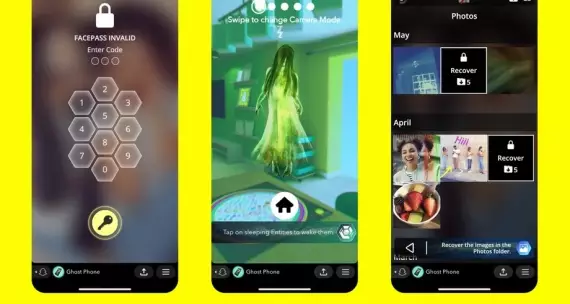 FACEPASS INVALID
Enter Code
2
1
3
5
4
6
8
7
9
0
Ghost Phone
Swipe to change Camera Mode
Tap on sleeping Entities to wake them
Ghost Phone
Photos
May
Recover
5
April
Recover
5
Recover the images in the
Photos folder.
March
Ghost Phone